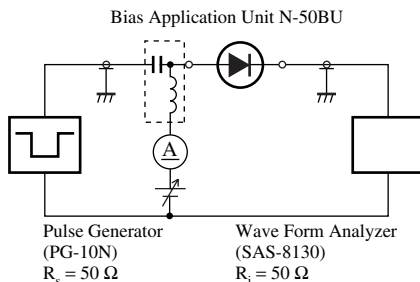 Bias Application Unit N-50BU
A
Pulse Generator
(PG-10N)
Rs = 50 Ω
Wave Form Analyzer
(SAS-8130)
Ri = 50 Ω